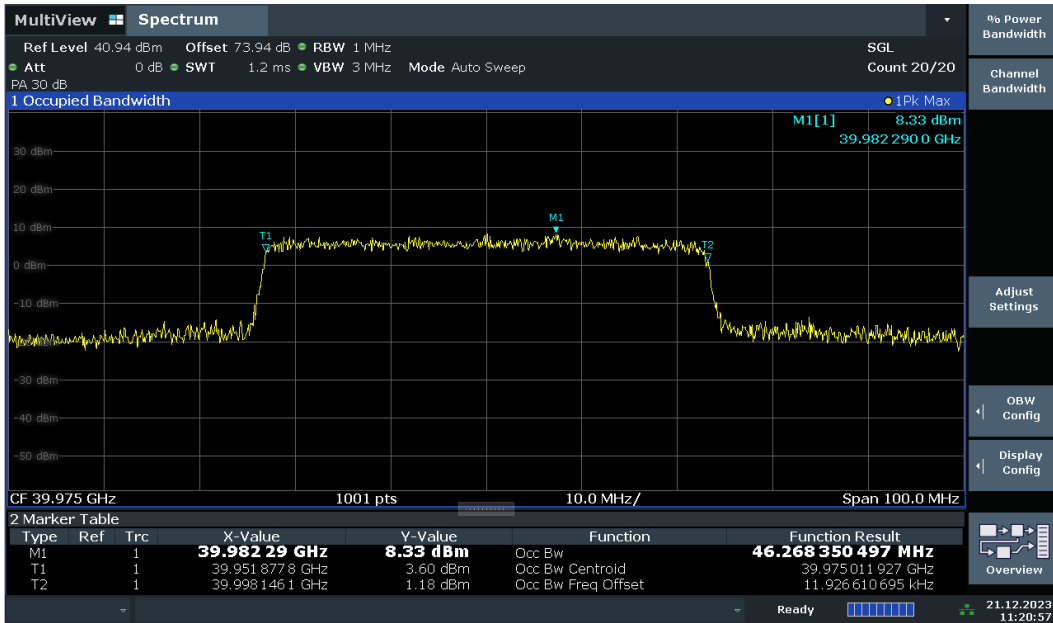 MultiView Spectrum
Ref Level 40.94 dBm Offset 73.94 dB RBW 1 MHz SGL
Att 0 dB SWT 1.2 ms VBW 3 MHz Mode Auto Sweep Count 20/20
PA 30 dB
1 Occupied Bandwidth 1Pk Max
M1[1] 8.33 dBm
39.982 290 0 GHz
30 dBm
20 dBm
M1
10 dBm
T1
T2
0 dBm
-10 dBm
-30 dBm
-40 dBm
-50 dBm
CF 39.975 GHz 1001 pts 10.0 MHz/ Span 100.0 MHz
2 Marker Table
Type Ref Trc X-Value Y-Value Function Function Result
M1 1 39.982 29 GHz 8.33 dBm Occ Bw 46.268 350 497 MHz
T1 1 39.951 877 8 GHz 3.60 dBm Occ Bw Centroid 39.975 011 927 GHz
T2 1 39.998 146 1 GHz 1.18 dBm Occ Bw Freq Offset 11.926 610 695 kHz
Ready
21.12.2023
11:20:57
% Power
Bandwidth
Channel
Bandwidth
Adjust
Settings
OBW
Config
Display
Config
Overview